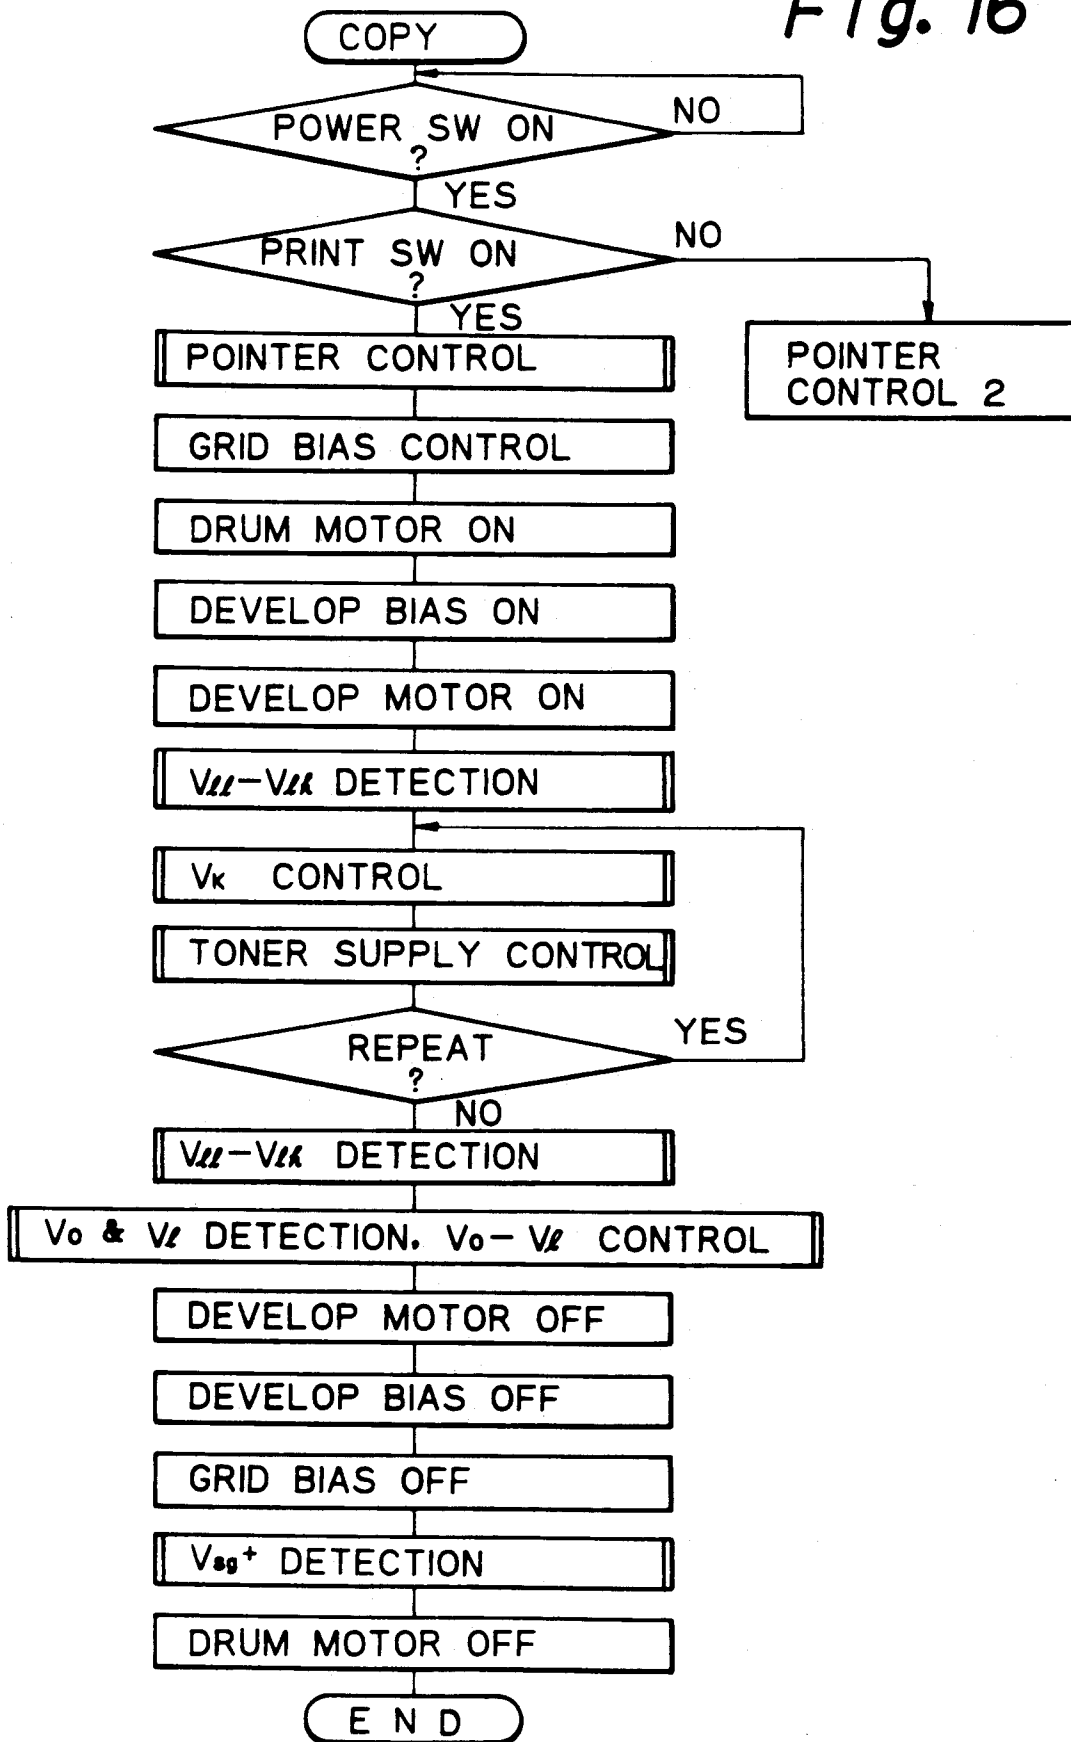 Fig. 16
COPY
POWER SW ON
?
NO
YES
PRINT SW ON
?
NO
YES
POINTER CONTROL
POINTER
CONTROL 2
GRID BIAS CONTROL
DRUM MOTOR ON
DEVELOP BIAS ON
DEVELOP MOTOR ON
Vℓℓ-Vℓh DETECTION
VK CONTROL
TONER SUPPLY CONTROL
REPEAT
?
YES
NO
Vℓℓ-Vℓh DETECTION
Vo & Vℓ DETECTION. Vo- Vℓ CONTROL
DEVELOP MOTOR OFF
DEVELOP BIAS OFF
GRID BIAS OFF
Vsg+ DETECTION
DRUM MOTOR OFF
END